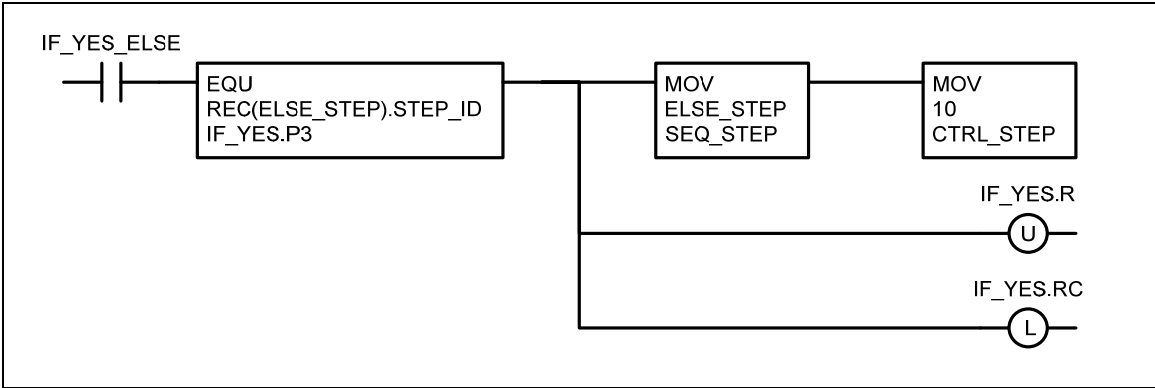 IF_YES_ELSE
EQU
REC(ELSE_STEP).STEP_ID
IF_YES.P3
MOV
ELSE_STEP
SEQ_STEP
MOV
10
CTRL_STEP
IF_YES.R
U
IF_YES.RC
L